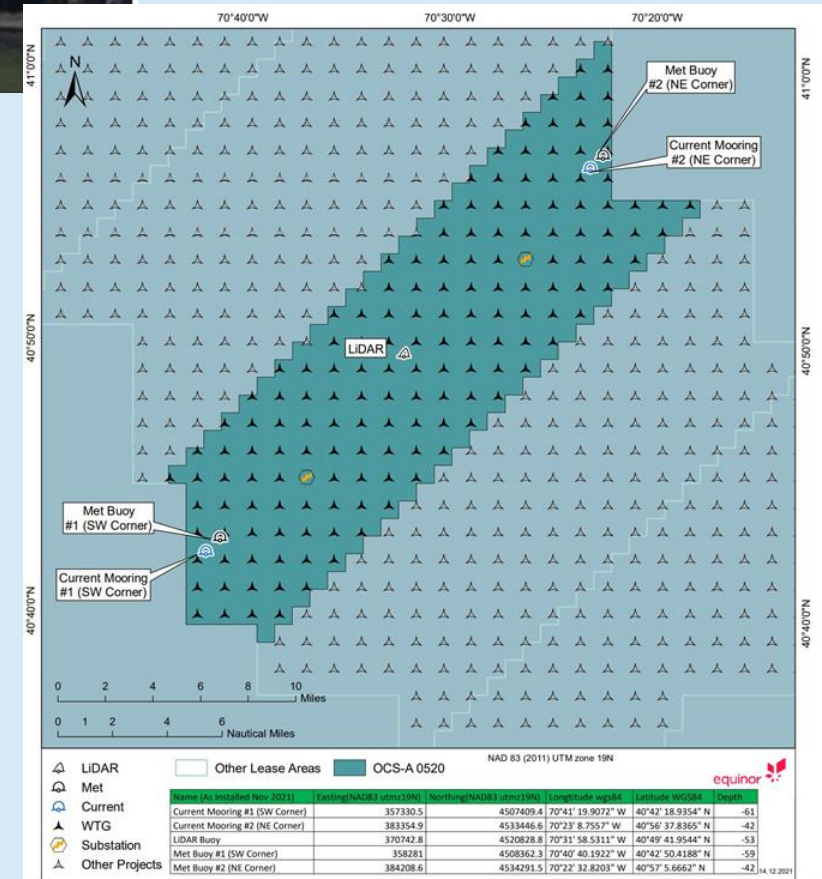 70°40'0"W 70°30'0"W 70°20'0"W
41°0'0"N
41°0'0"N
N
Met Buoy
#2 (NE Corner)
Current Mooring
#2 (NE Corner)
40°50'0"N
LiDAR
40°50'0"N
Met Buoy
#1 (SW Corner)
Current Mooring
#1 (SW Corner)
40°40'0"N
40°40'0"N
0 2 4 6 8 10
Miles
0 1 2 4 6
Nautical Miles
NAD 83 (2011) UTM zone 19N
LiDAR
Met
Current
WTG
Substation
Other Projects
Other Lease Areas
OCS-A 0520
equinor
Name (As Installed Nov 2021) Easting(NAD83 utmz19N) Northing(NAD83 utmz19N) Longtitude wgs84 Latitude WGS84 Depth
Current Mooring #1 (SW Corner) 357330.5 4507409.4 70°41' 19.9072" W 40°42' 18.9354" N -61
Current Mooring #2 (NE Corner) 383354.9 4533446.6 70°23' 8.7557" W 40°56' 37.8365" N -42
LiDAR Buoy 370742.8 4520828.8 70°31' 58.5311" W 40°49' 41.9544" N -53
Met Buoy #1 (SW Corner) 358281 4508362.3 70°40' 40.1922" W 40°42' 50.4188" N -59
Met Buoy #2 (NE Corner) 384208.6 4534291.5 70°22' 32.8203" W 40°57' 5.6662" N -42
14.12.2021